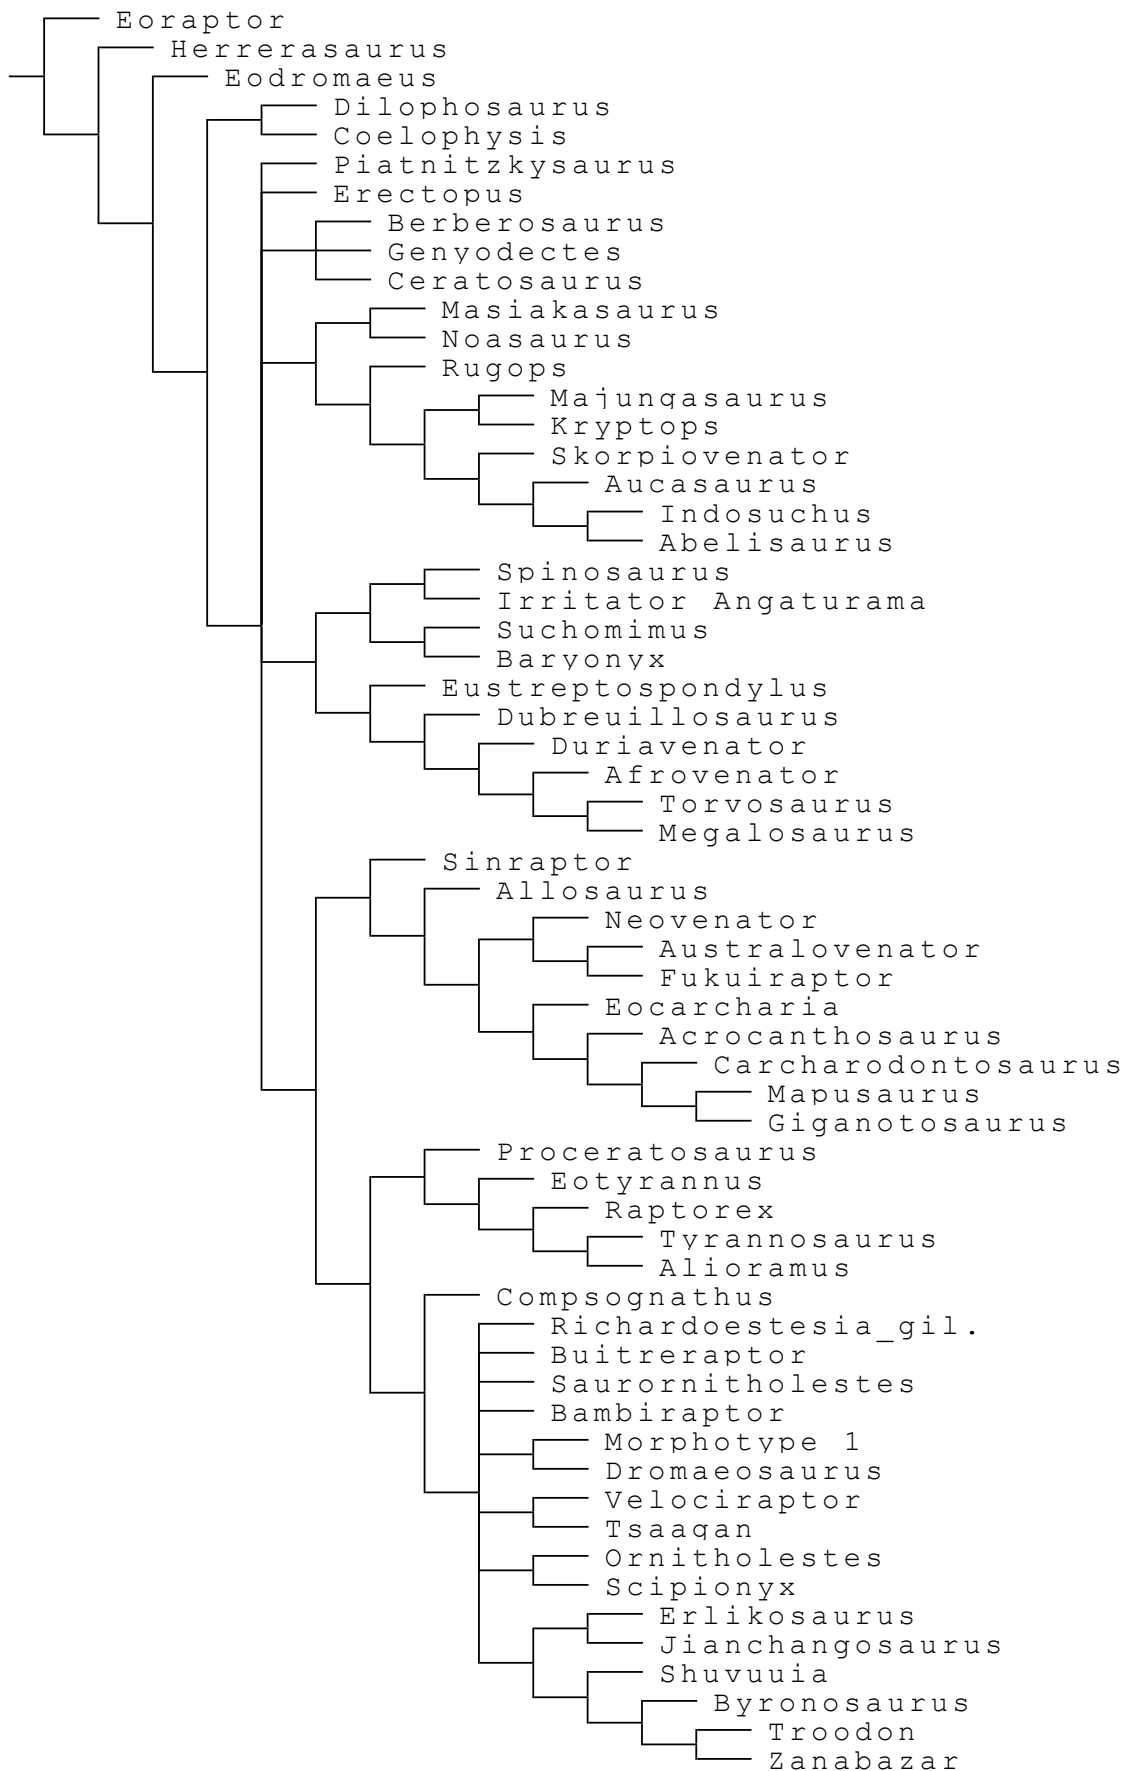 Eoraptor
Herrerasaurus
Eodromaeus
Dilophosaurus
Coelophysis
Piatnitzkysaurus
Erectopus
Berberosaurus
Genyodectes
Ceratosaurus
Masiakasaurus
Noasaurus
Rugops
Majungasaurus
Kryptops
Skorpiovenator
Aucasaurus
Indosuchus
Abelisaurus
Spinosaurus
Irritator Angaturama
Suchomimus
Baryonyx
Eustreptospondylus
Dubreuillosaurus
Duriavenator
Afrovenator
Torvosaurus
Megalosaurus
Sinraptor
Allosaurus
Neovenator
Australovenator
Fukuiraptor
Eocarcharia
Acrocanthosaurus
Carcharodontosaurus
Mapusaurus
Giganotosaurus
Proceratosaurus
Eotyrannus
Raptorex
Tyrannosaurus
Alioramus
Compsognathus
Richardoestesia_gil.
Buitreraptor
Saurornitholestes
Bambiraptor
Morphotype 1
Dromaeosaurus
Velociraptor
Tsaagan
Ornitholestes
Scipionyx
Erlikosaurus
Jianchangosaurus
Shuvuuia
Byronosaurus
Troodon
Zanabazar